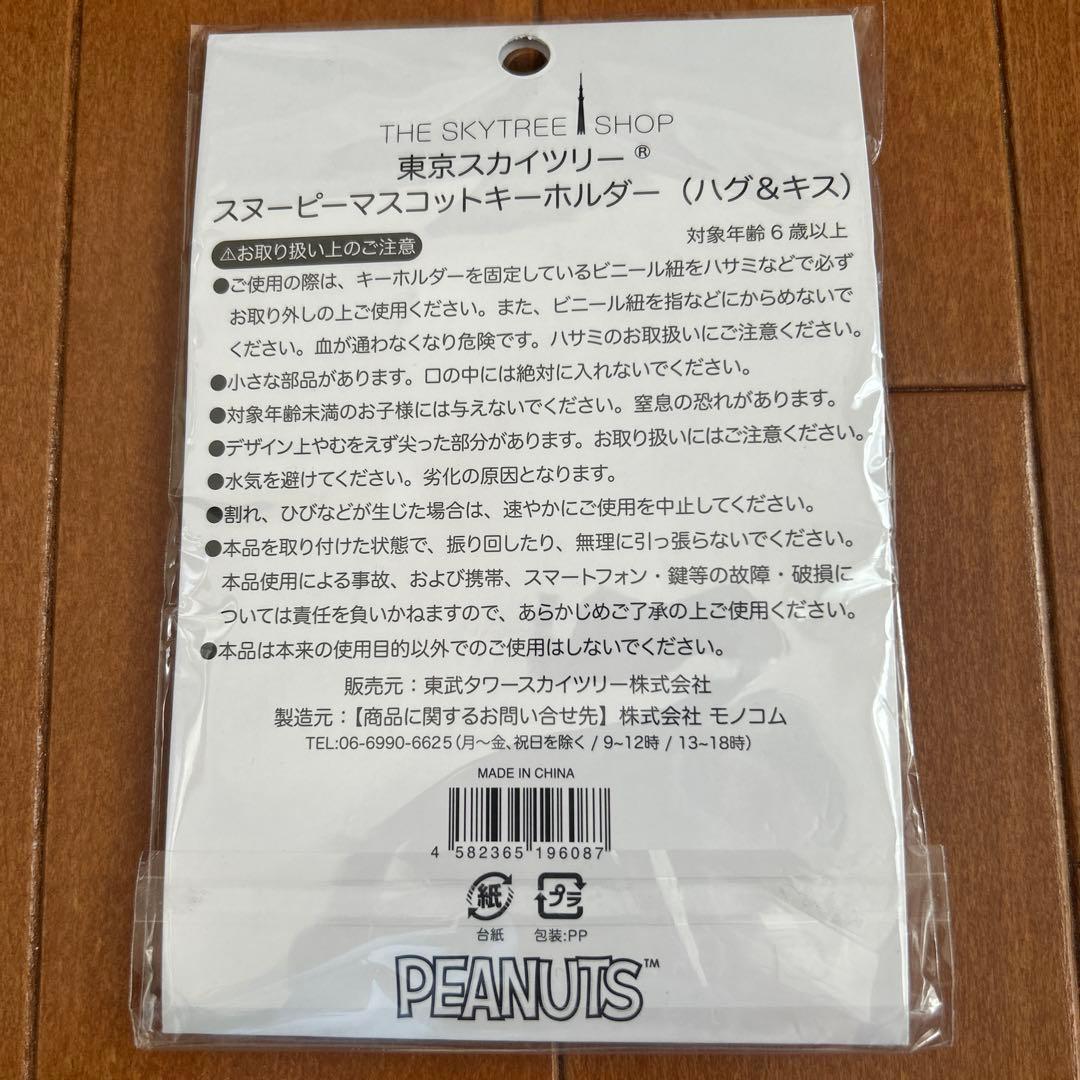 THE SKYTREE SHOP
東京スカイツリー®
スヌーピーマスコットキーホルダー（ハグ＆キス）
対象年齢6歳以上
⚠お取り扱い上のご注意
●ご使用の際は、キーホルダーを固定しているビニール紐をハサミなどで必ず
お取り外しの上ご使用ください。また、ビニール紐を指などにからめないで
ください。血が通わなくなり危険です。ハサミのお取扱いにご注意ください。
●小さな部品があります。口の中には絶対に入れないでください。
●対象年齢未満のお子様には与えないでください。窒息の恐れがあります。
●デザイン上やむをえず尖った部分があります。お取り扱いにはご注意ください。
●水気を避けてください。劣化の原因となります。
●割れ、ひびなどが生じた場合は、速やかにご使用を中止してください。
●本品を取り付けた状態で、振り回したり、無理に引っ張らないでください。
本品使用による事故、および携帯、スマートフォン・鍵等の故障・破損に
ついては責任を負いかねますので、あらかじめご了承の上ご使用ください。
●本品は本来の使用目的以外でのご使用はしないでください。
販売元：東武タワースカイツリー株式会社
製造元：【商品に関するお問い合せ先】株式会社 モノコム
TEL:06-6990-6625（月〜金、祝日を除く / 9~12時 / 13~18時）
MADE IN CHINA
4 582365 196087
紙 プラ
台紙 包装:PP
PEANUTS™